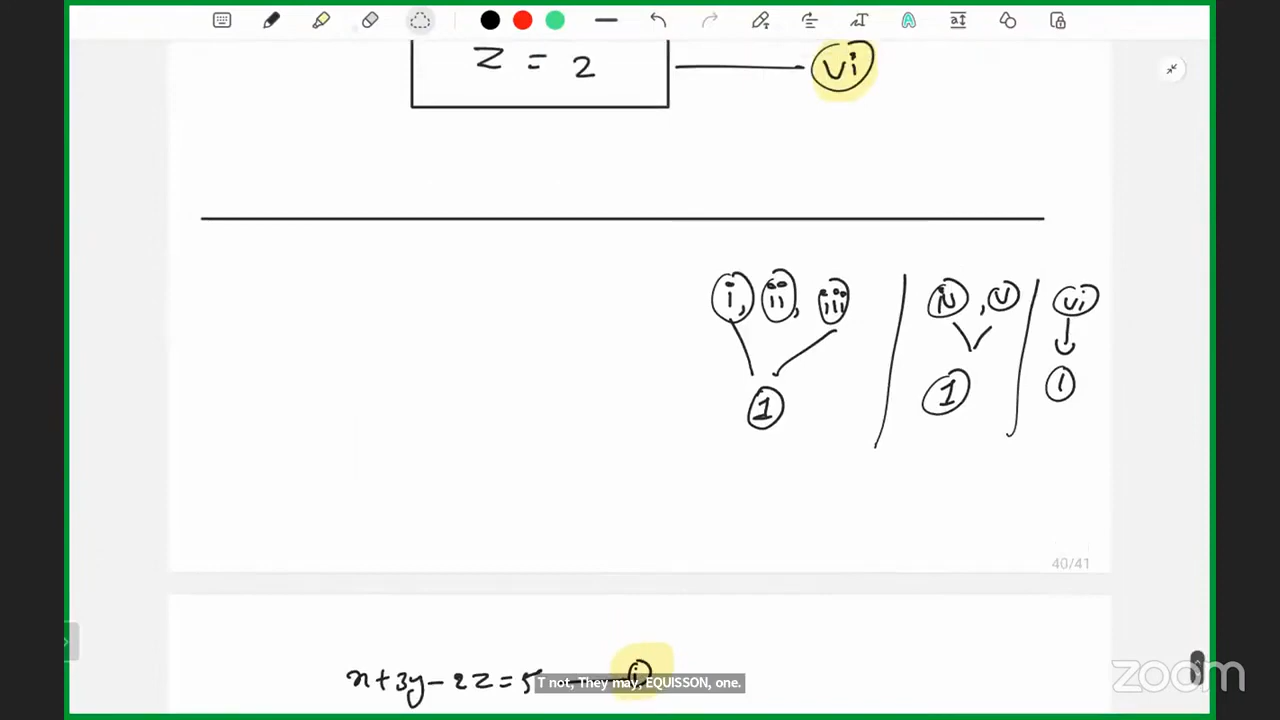 z = 2 vi
i, ii, iii iv, v vi
1 1 1
40/41
x+3y-2z=5 i
T not, They may, EQUISSON, one.
zoom